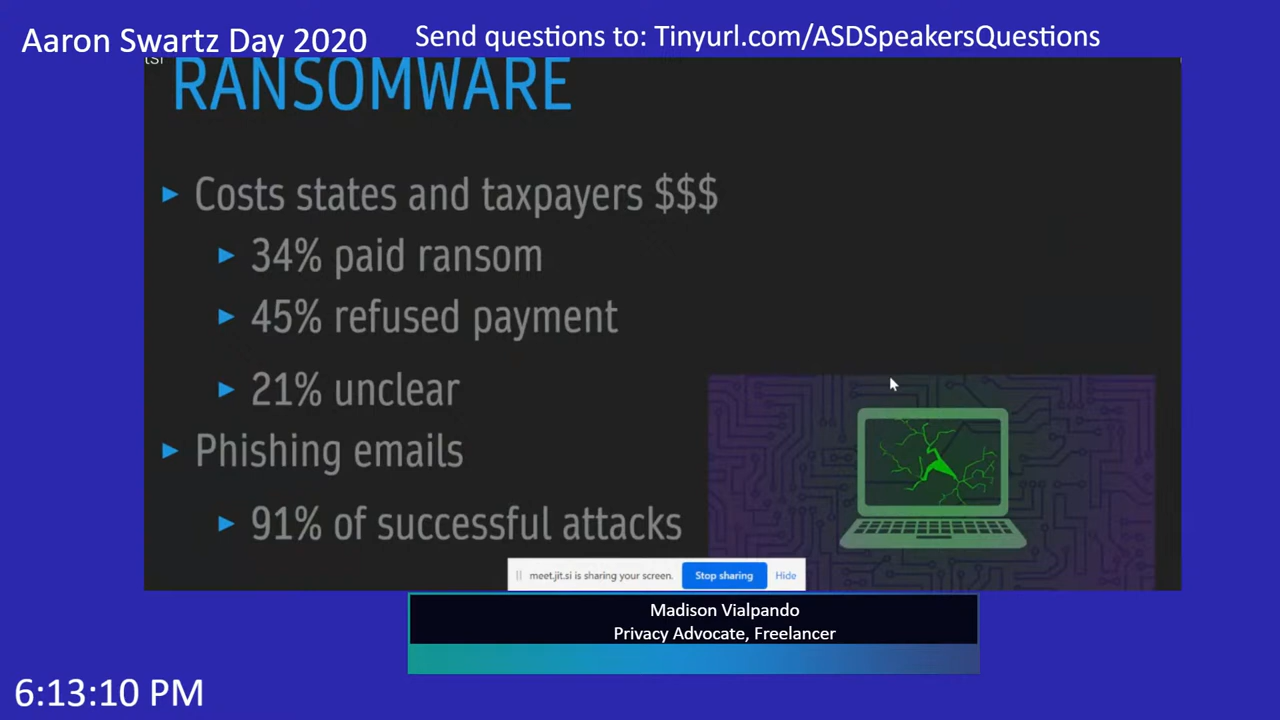 Aaron Swartz Day 2020
Send questions to: Tinyurl.com/ASDSpeakersQuestions
RANSOMWARE
Costs states and taxpayers $$$
34% paid ransom
45% refused payment
21% unclear
Phishing emails
91% of successful attacks
meet.jit.si is sharing your screen.
Stop sharing
Hide
Madison Vialpando
Privacy Advocate, Freelancer
6:13:10 PM